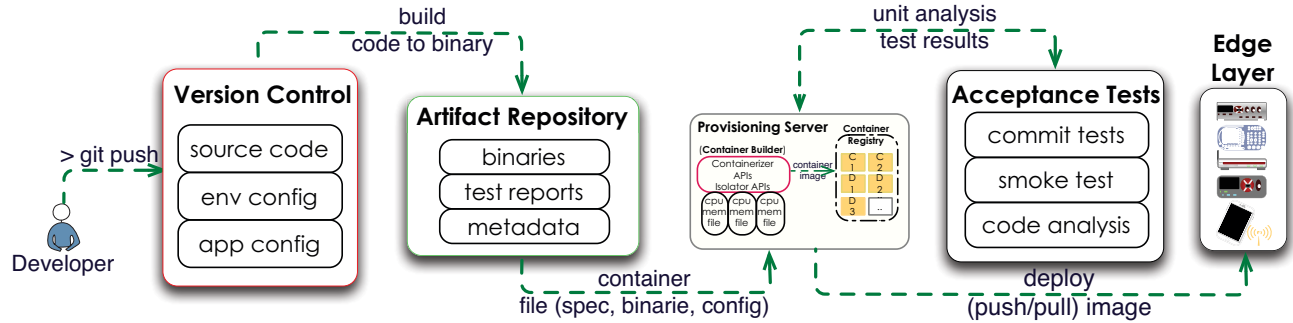 build
code to binary
unit analysis
test results
Edge
Layer
Version Control
source code
env config
app config
> git push
Developer
Artifact Repository
binaries
test reports
metadata
Provisioning Server
(Container Builder)
Containerizer
APIs
Isolator APIs
cpu
mem
file
cpu
mem
file
cpu
mem
file
container
image
Container
Registry
C
1
C
2
D
1
D
2
D
3
...
Acceptance Tests
commit tests
smoke test
code analysis
container
file (spec, binarie, config)
deploy
(push/pull) image